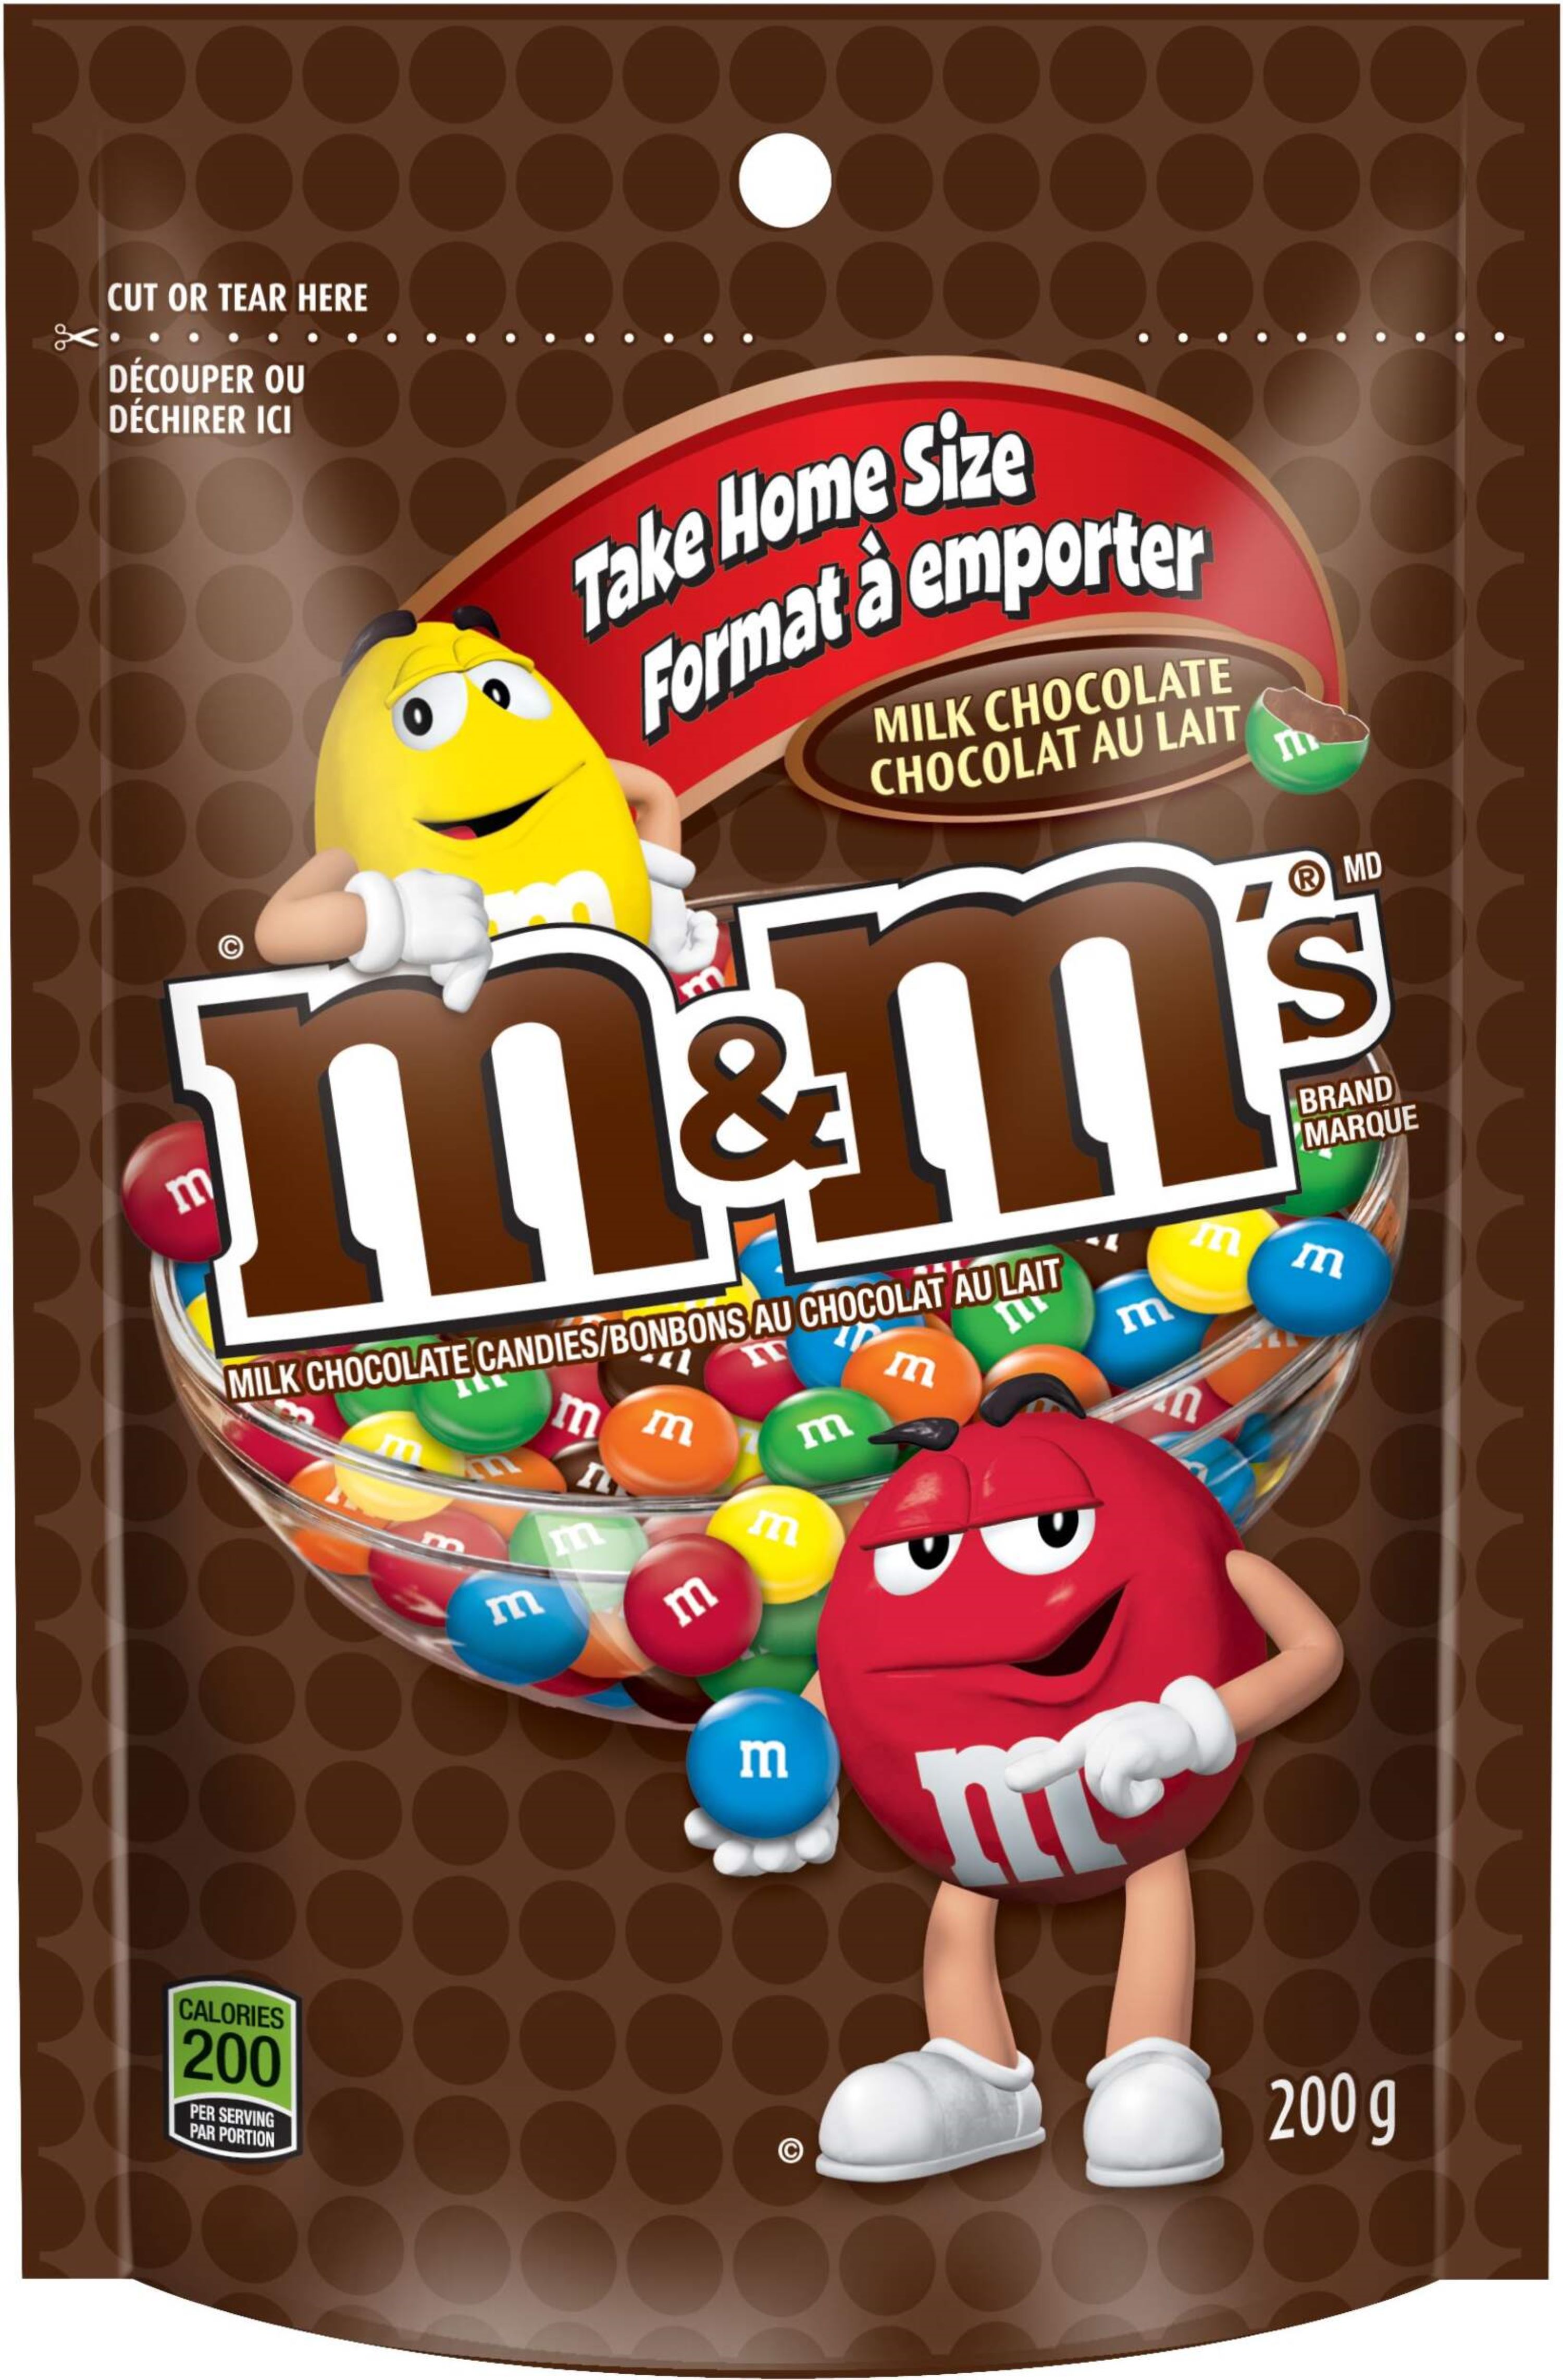 CUT OR TEAR HERE
DÉCOUPER OU
DÉCHIRER ICI
Take Home Size
Format à emporter
MILK CHOCOLATE
CHOCOLAT AU LAIT
m
® MD
©
m&m's
BRAND
MARQUE
MILK CHOCOLATE CANDIES/BONBONS AU CHOCOLAT AU LAIT
m
m
CALORIES
200
PER SERVING
PAR PORTION
©
200 g